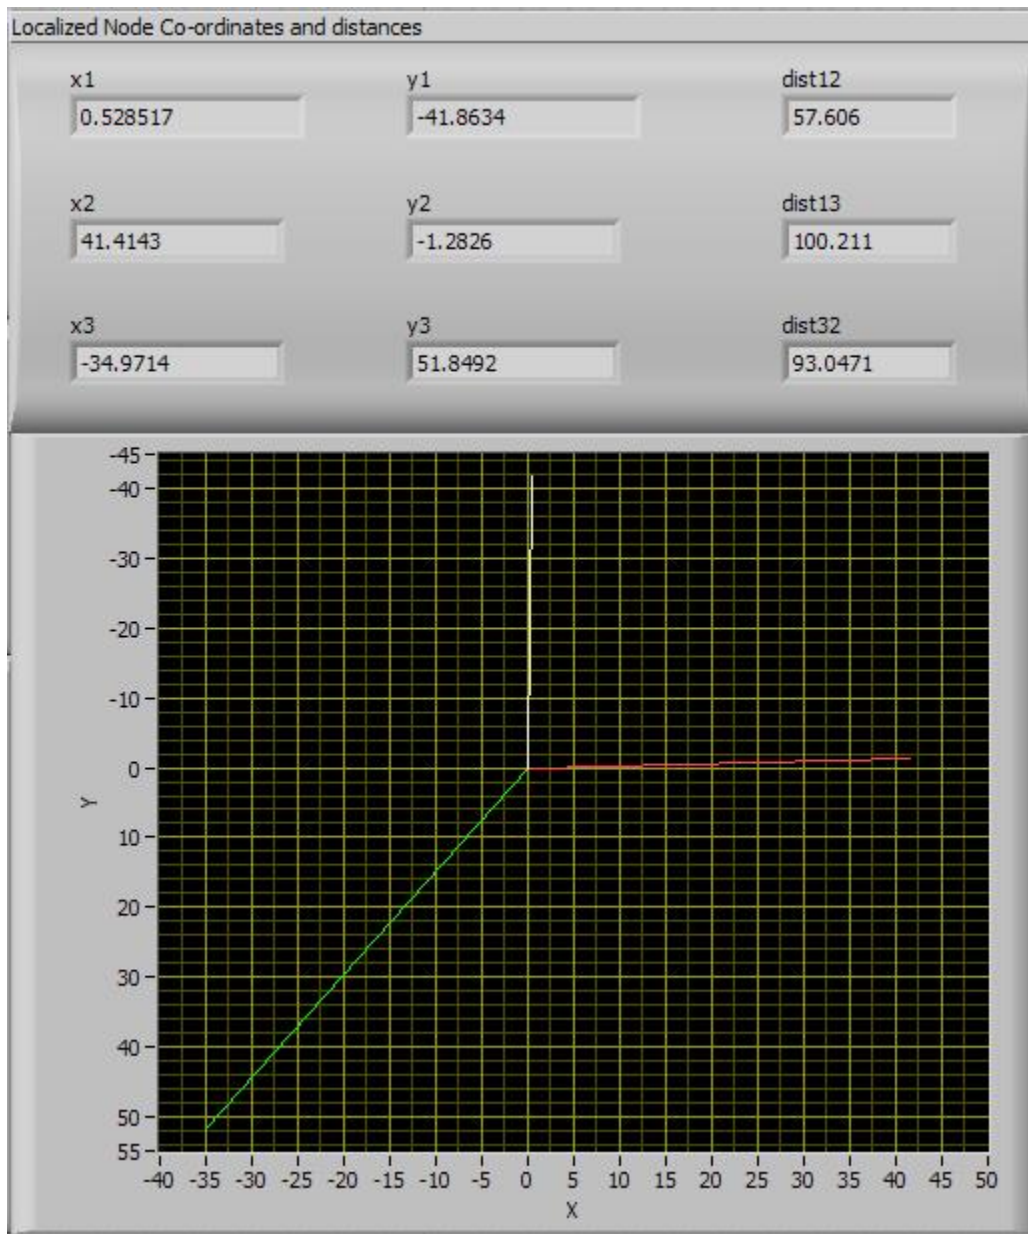 Localized Node Co-ordinates and distances
x1 y1 dist12
0.528517 -41.8634 57.606
x2 y2 dist13
41.4143 -1.2826 100.211
x3 y3 dist32
-34.9714 51.8492 93.0471
-45
-40
-30
-20
-10
0
10
20
30
40
50
55
Y
-40 -35 -30 -25 -20 -15 -10 -5 0 5 10 15 20 25 30 35 40 45 50
X